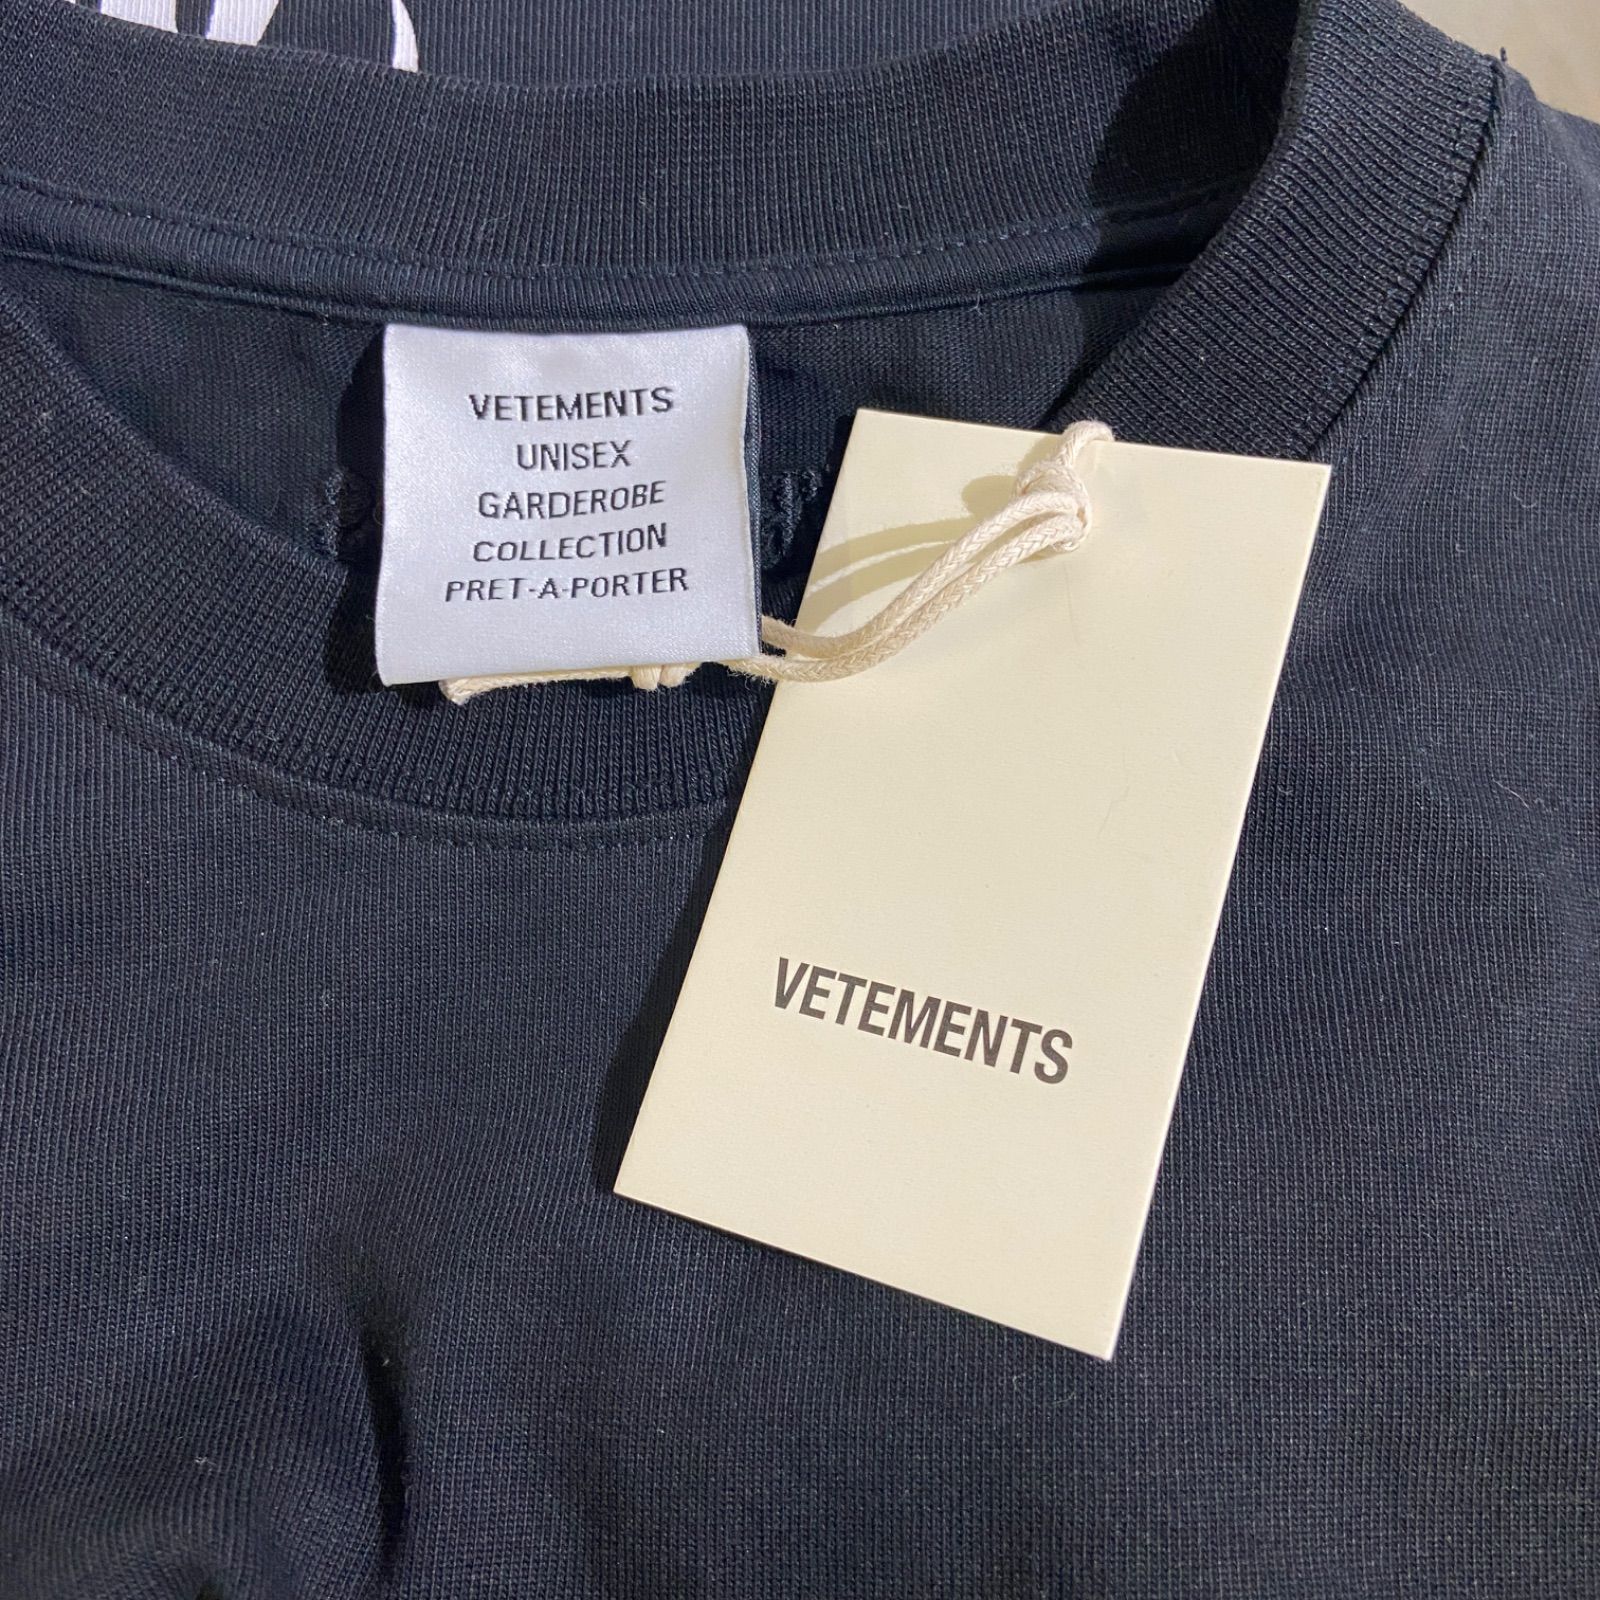 VETEMENTS
UNISEX
GARDEROBE
COLLECTION
PRET-A-PORTER
VETEMENTS